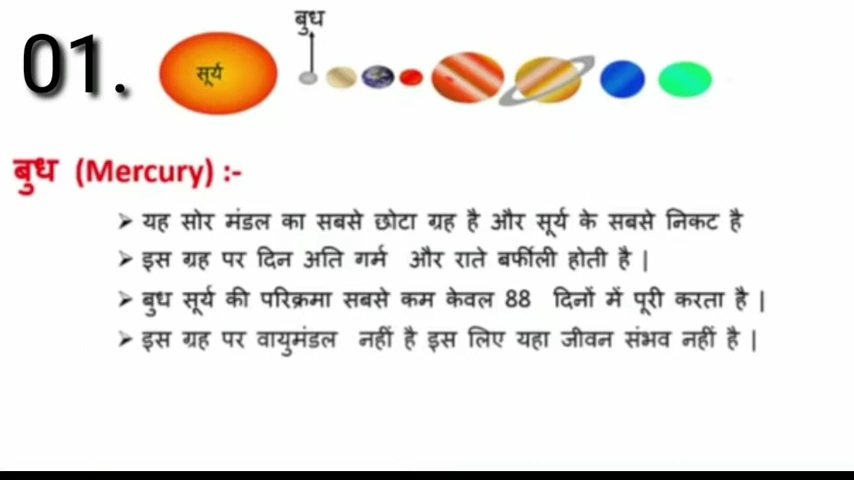 बुध
01.
सूर्य
बुध (Mercury) :-
➢ यह सोर मंडल का सबसे छोटा ग्रह है और सूर्य के सबसे निकट है
➢ इस ग्रह पर दिन अति गर्म और राते बर्फीली होती है |
➢ बुध सूर्य की परिक्रमा सबसे कम केवल 88 दिनों में पूरी करता है |
➢ इस ग्रह पर वायुमंडल नहीं है इस लिए यहा जीवन संभव नहीं है |